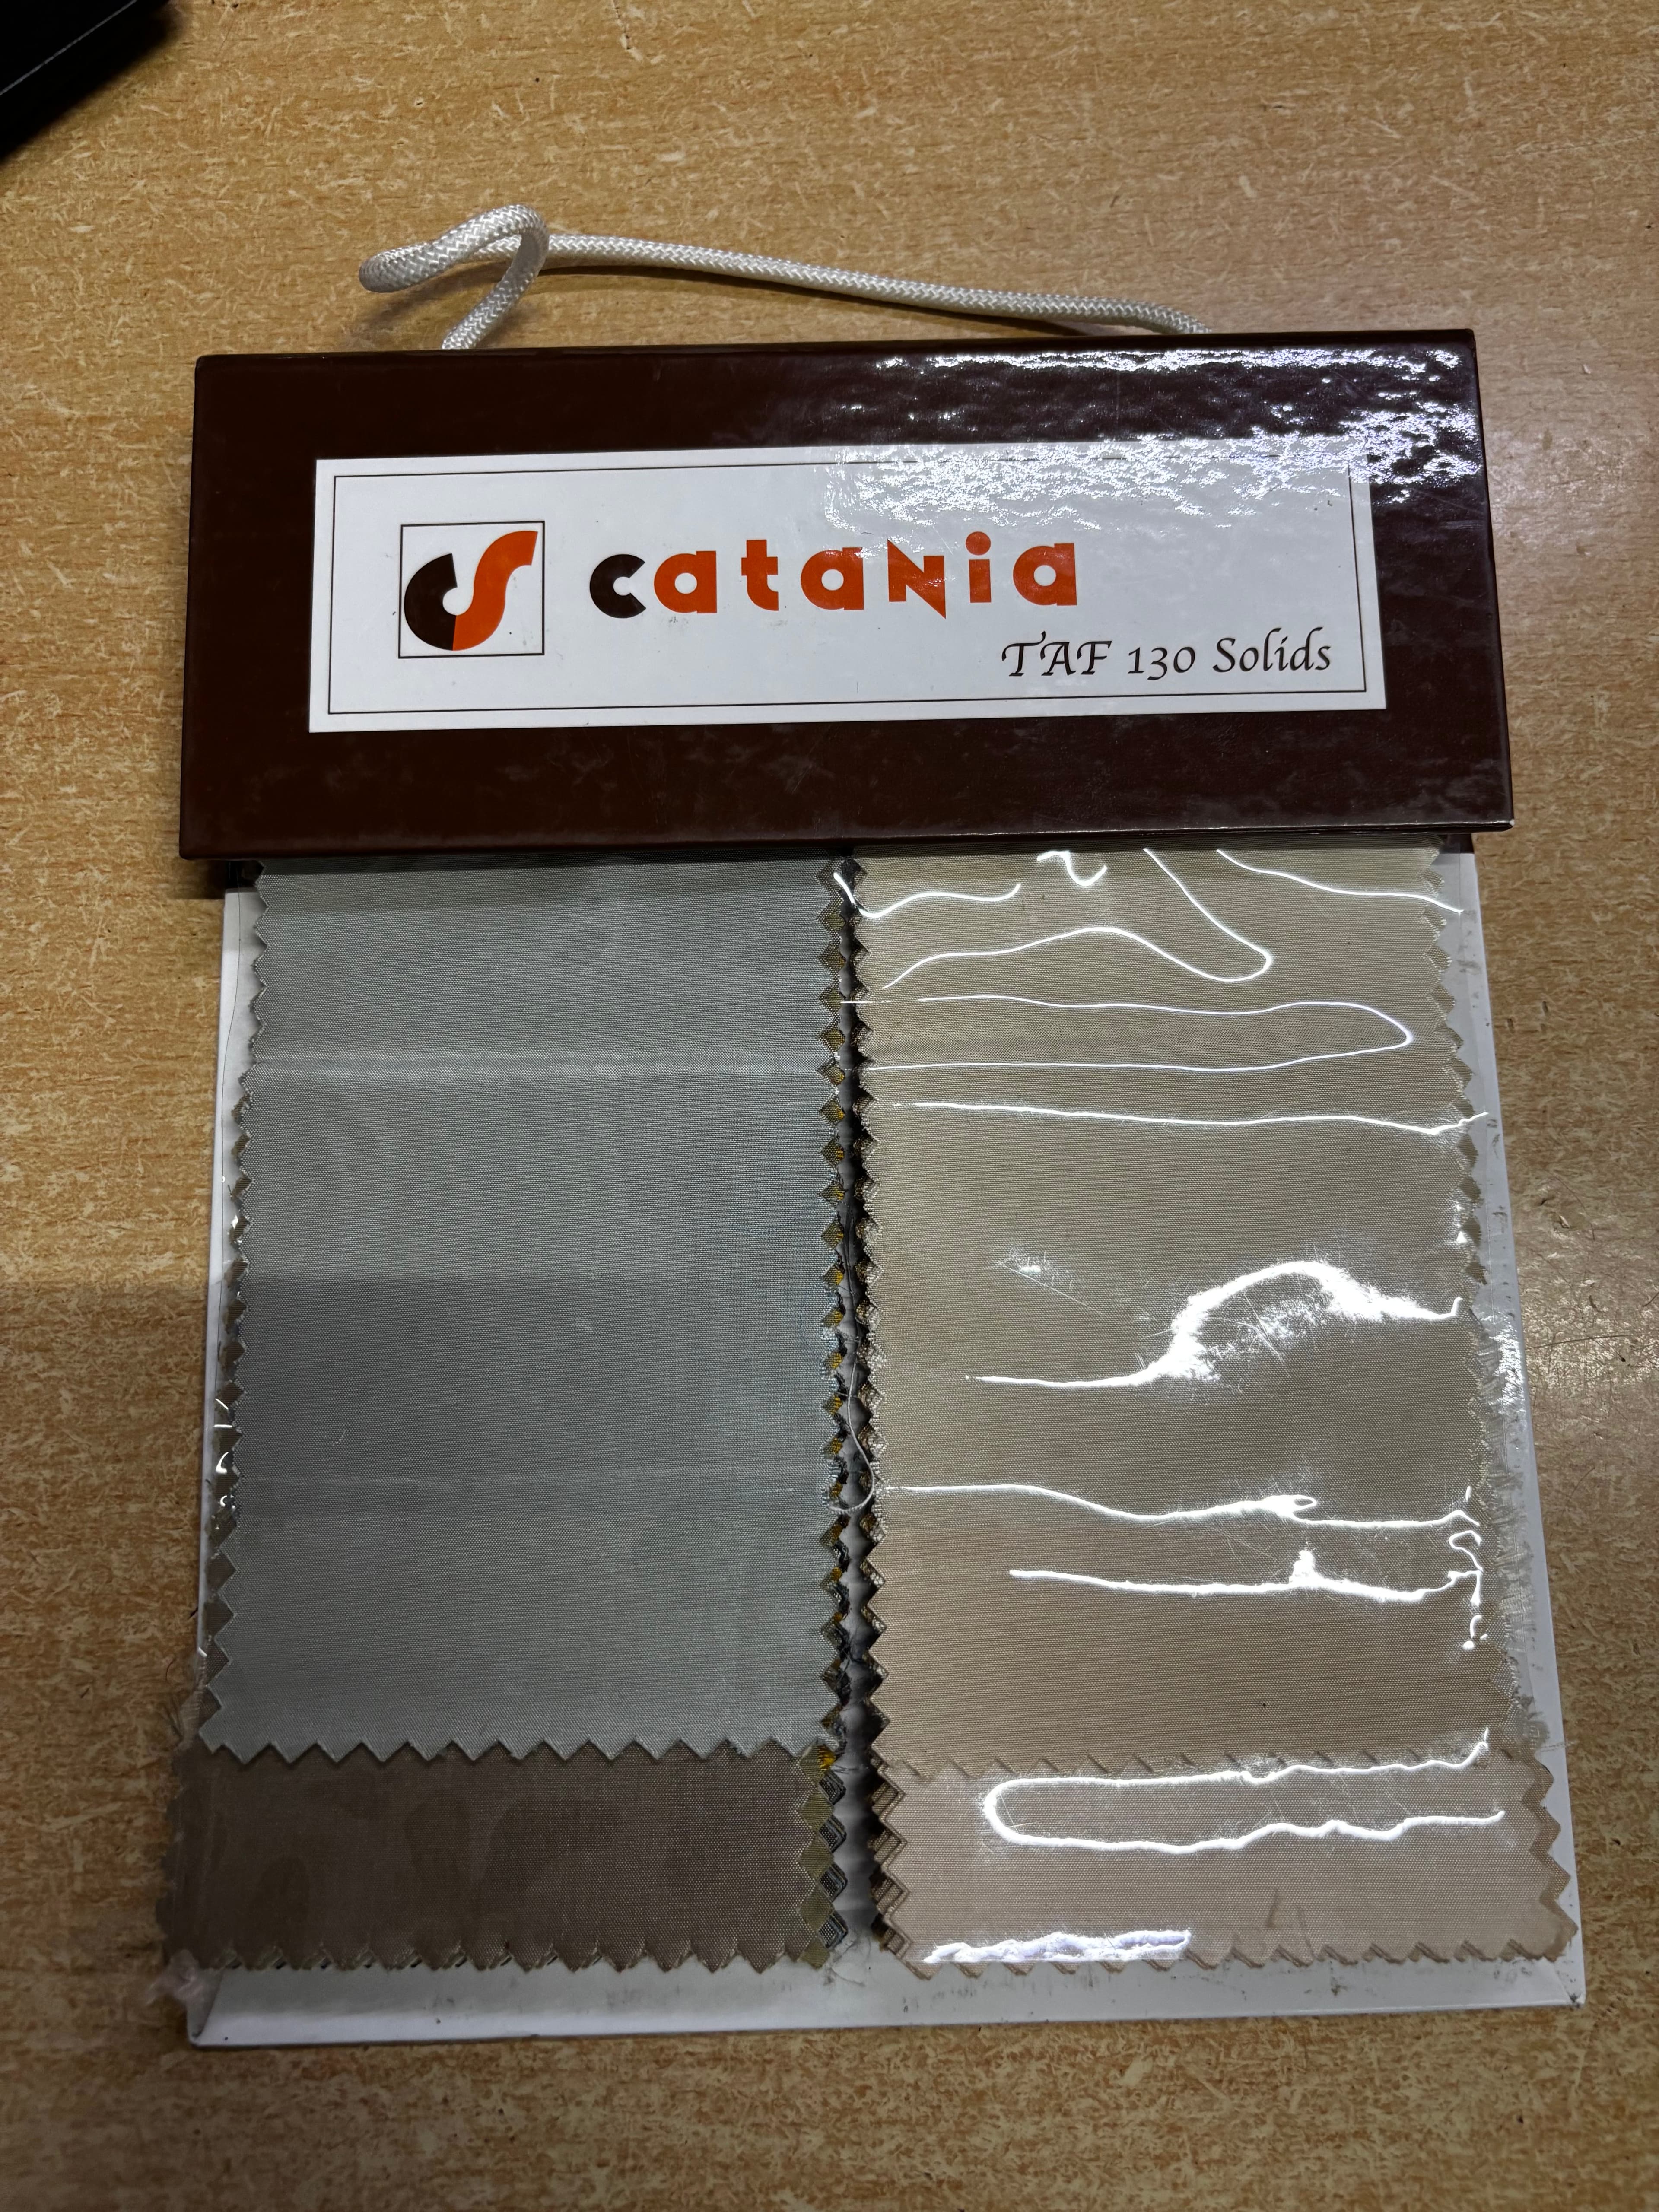 catania
TAF 130 Solids